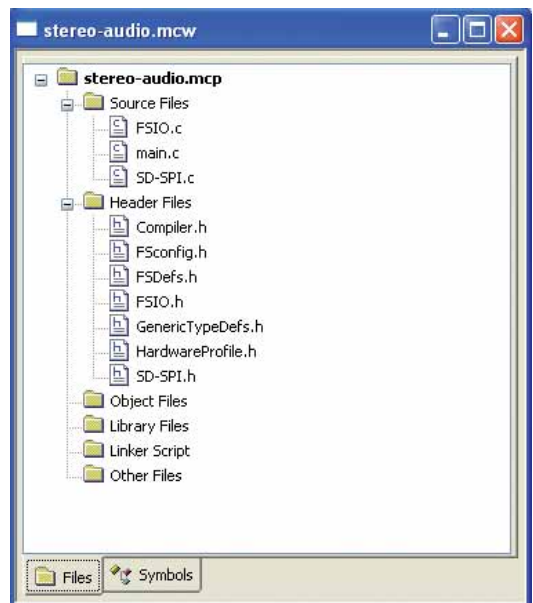 stereo-audio.mcw
stereo-audio.mcp
Source Files
FSIO.c
main.c
SD-SPI.c
Header Files
Compiler.h
FSconfig.h
FSDefs.h
FSIO.h
GenericTypeDefs.h
HardwareProfile.h
SD-SPI.h
Object Files
Library Files
Linker Script
Other Files
Files Symbols